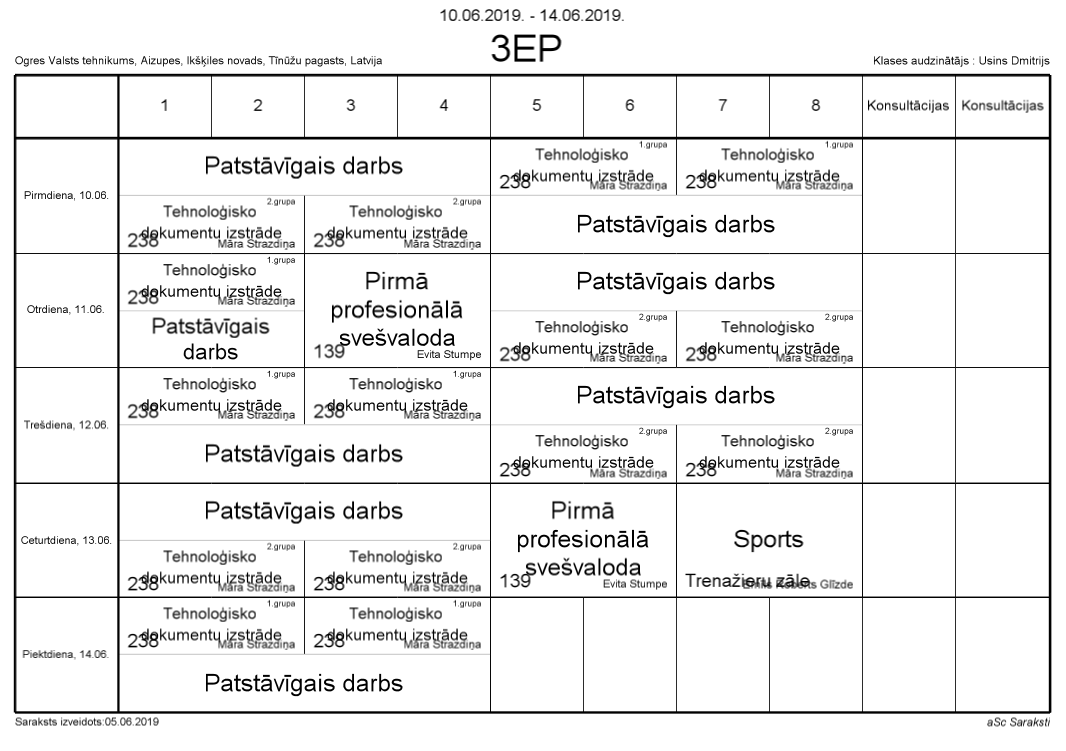 10.06.2019. - 14.06.2019.
3EP
Ogres Valsts tehnikums, Aizupes, Ikšķiles novads, Tīnūžu pagasts, Latvija
Klases audzinātājs : Usins Dmitrijs
1 2 3 4 5 6 7 8 Konsultācijas Konsultācijas
Pirmdiena, 10.06.
Patstāvīgais darbs
1.grupa
Tehnoloģisko
dokumentu izstrāde
238
Māra Strazdiņa
1.grupa
Tehnoloģisko
dokumentu izstrāde
238
Māra Strazdiņa
2.grupa
Tehnoloģisko
dokumentu izstrāde
238
Māra Strazdiņa
2.grupa
Tehnoloģisko
dokumentu izstrāde
238
Māra Strazdiņa
Patstāvīgais darbs
Otrdiena, 11.06.
1.grupa
Tehnoloģisko
dokumentu izstrāde
238
Māra Strazdiņa
Patstāvīgais
darbs
Pirmā
profesionālā
svešvaloda
139
Evita Stumpe
Patstāvīgais darbs
2.grupa
Tehnoloģisko
dokumentu izstrāde
238
Māra Strazdiņa
2.grupa
Tehnoloģisko
dokumentu izstrāde
238
Māra Strazdiņa
Trešdiena, 12.06.
1.grupa
Tehnoloģisko
dokumentu izstrāde
238
Māra Strazdiņa
1.grupa
Tehnoloģisko
dokumentu izstrāde
238
Māra Strazdiņa
Patstāvīgais darbs
Patstāvīgais darbs
2.grupa
Tehnoloģisko
dokumentu izstrāde
238
Māra Strazdiņa
2.grupa
Tehnoloģisko
dokumentu izstrāde
238
Māra Strazdiņa
Ceturtdiena, 13.06.
Patstāvīgais darbs
2.grupa
Tehnoloģisko
dokumentu izstrāde
238
Māra Strazdiņa
2.grupa
Tehnoloģisko
dokumentu izstrāde
238
Māra Strazdiņa
Pirmā
profesionālā
svešvaloda
139
Evita Stumpe
Sports
Trenažieru zāle
Emīls Roberts Glīzde
Piektdiena, 14.06.
1.grupa
Tehnoloģisko
dokumentu izstrāde
238
Māra Strazdiņa
1.grupa
Tehnoloģisko
dokumentu izstrāde
238
Māra Strazdiņa
Patstāvīgais darbs
Saraksts izveidots:05.06.2019
aSc Saraksti